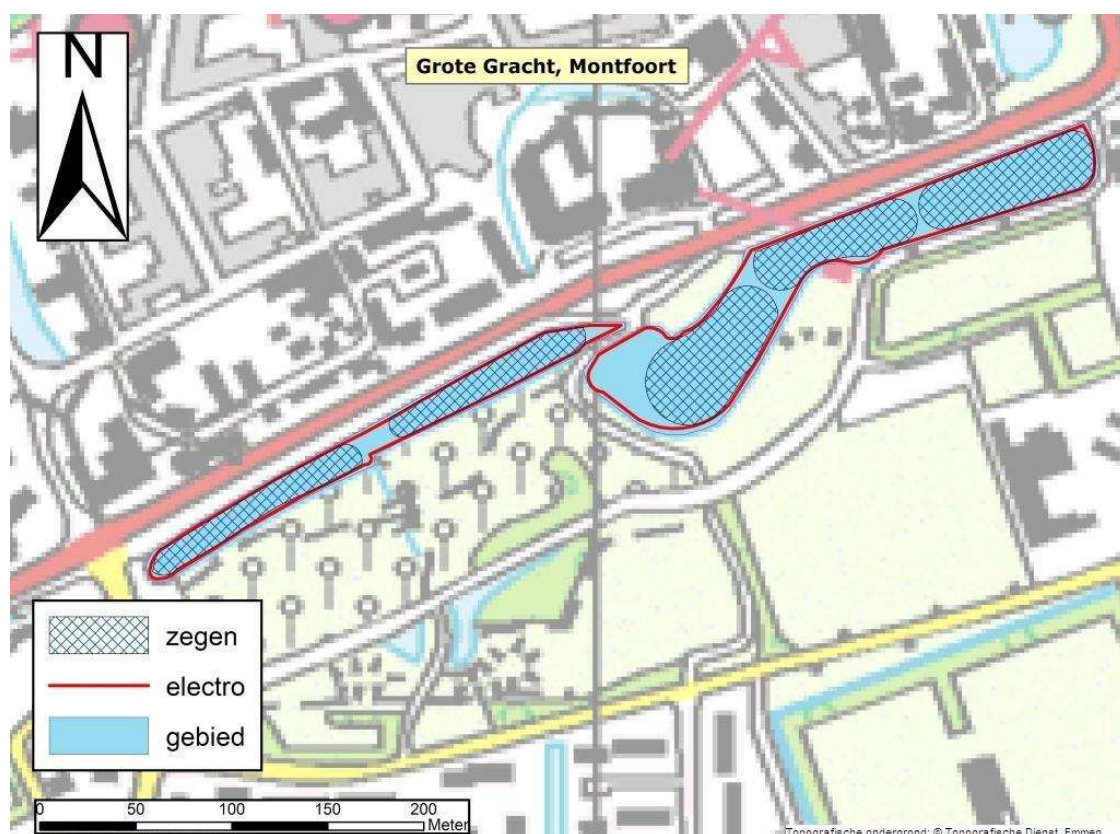 N
Grote Gracht, Montfoort
zegen
electro
gebied
0 50 100 150 200
Meter
Topografische ondergrond: © Topografische Dienst, Emmen